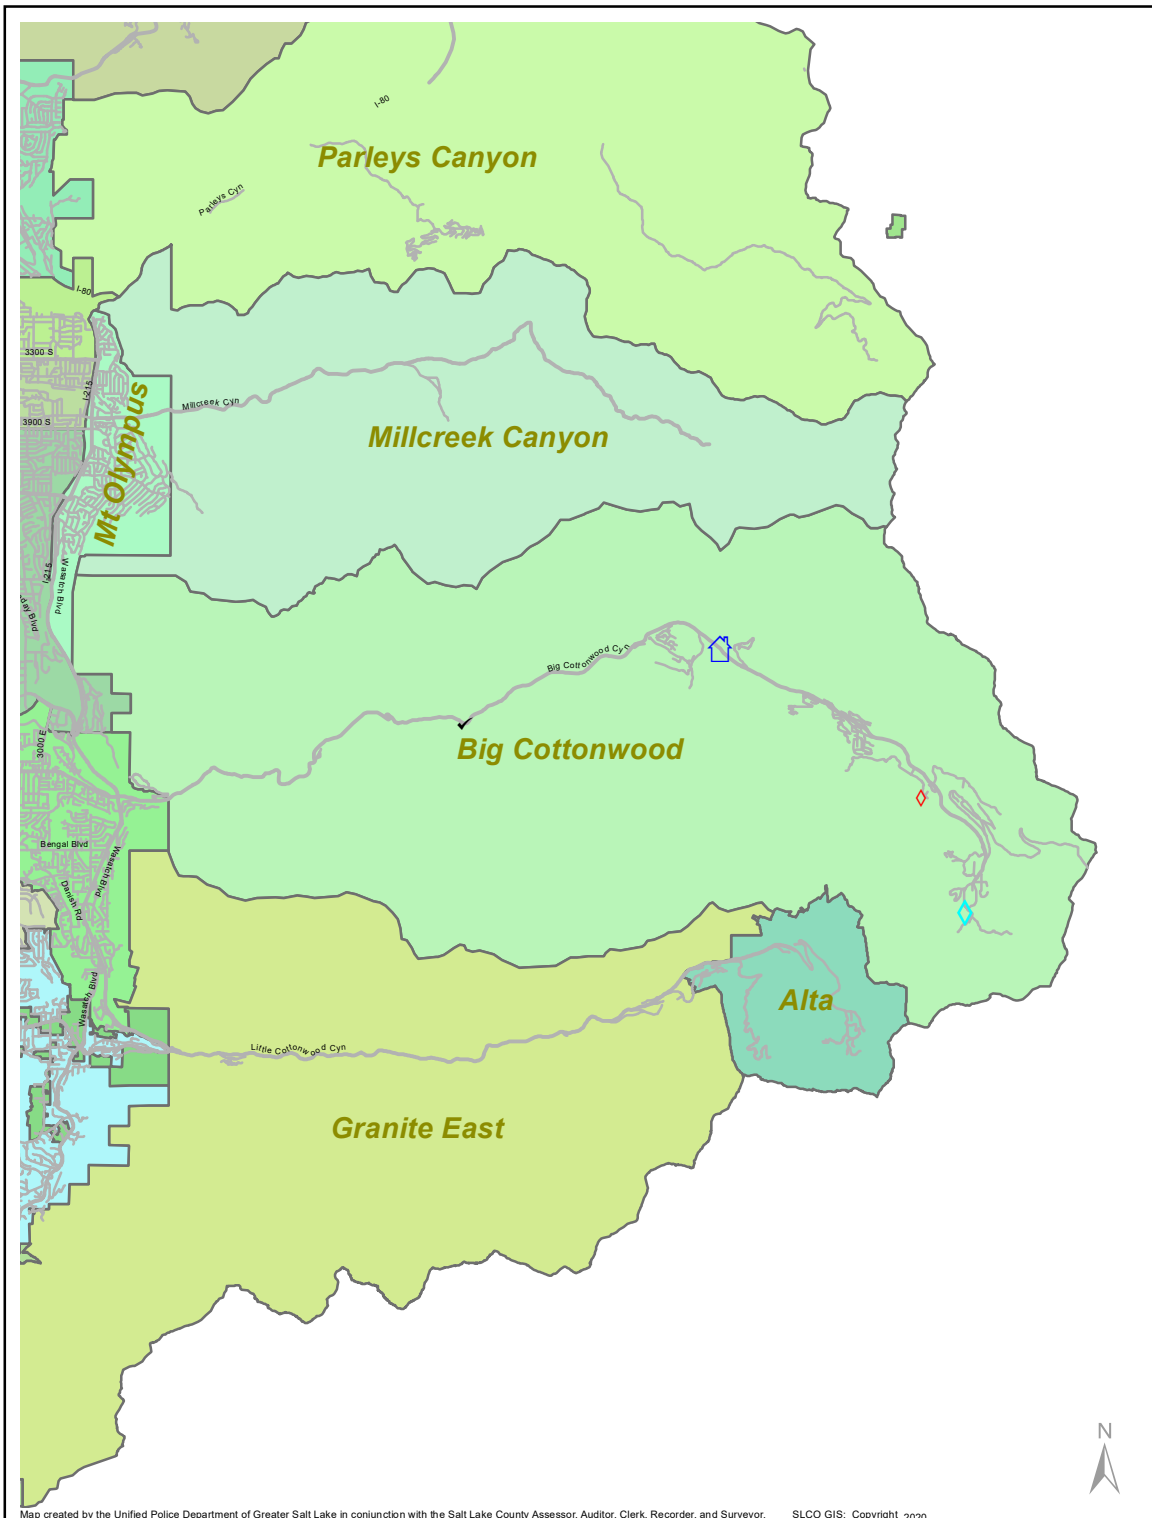 I-80
Parleys Canyon
Parleys Cyn
I-80
3300 S
I-215
Millcreek Cyn
3900 S
Mt Olympus
Millcreek Canyon
I-215
Wasatch Blvd
day Blvd
Big Cottonwood Cyn
3000 E
Big Cottonwood
Bengal Blvd
Wasatch Blvd
Danish Rd
Wasatch Blvd
Alta
Little Cottonwood Cyn
Granite East
N
Map created by the Unified Police Department of Greater Salt Lake in conjunction with the Salt Lake County Assessor, Auditor, Clerk, Recorder, and Surveyor. SLCO GIS: Copyright 2020